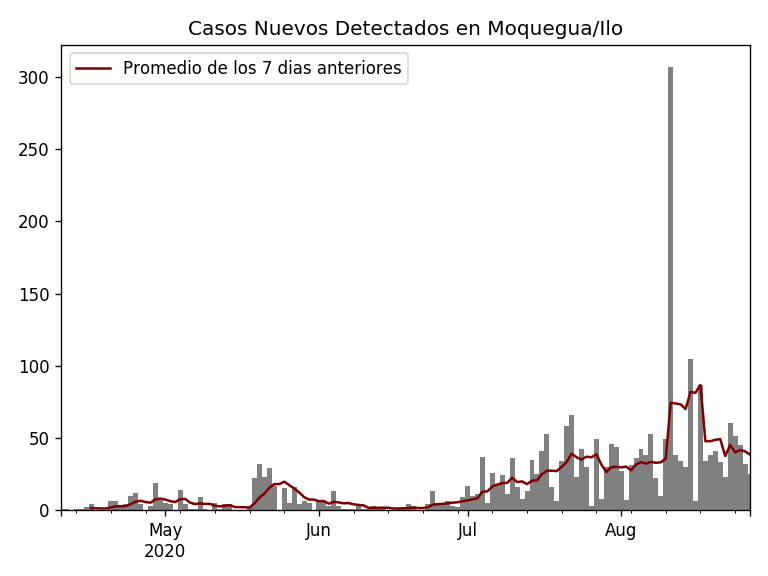 Casos Nuevos Detectados en Moquegua/Ilo
Promedio de los 7 dias anteriores
300
250
200
150
100
50
0
May
Jun
Jul
Aug
2020